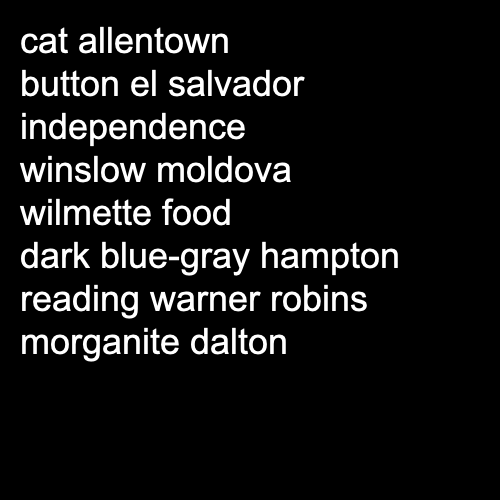 cat allentown
button el salvador
independence
winslow moldova
wilmette food
dark blue-gray hampton
reading warner robins
morganite dalton